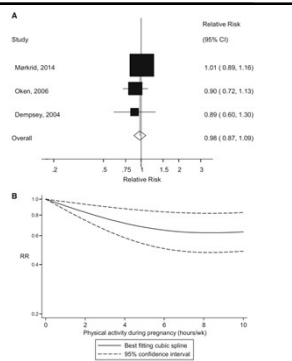 A
Relative Risk
Study
(95% CI)
Mørkrid, 2014
1.01 ( 0.89, 1.16)
Oken, 2006
0.90 ( 0.72, 1.13)
Dempsey, 2004
0.89 ( 0.60, 1.30)
Overall
0.98 ( 0.87, 1.09)
.2 .5 .75 1 1.5 2 3
Relative Risk
B
1.0
0.8
0.6
RR
0.4
0.2
0 2 4 6 8 10
Physical activity during pregnancy (hours/wk)
Best fitting cubic spline
95% confidence interval